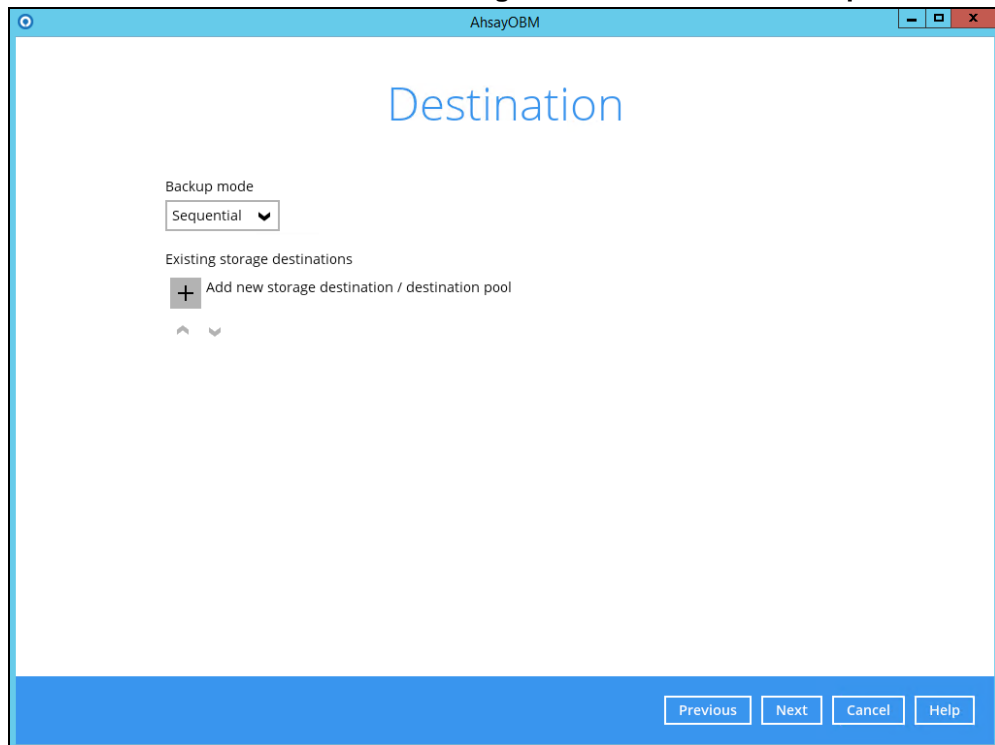 AhsayOBM
Destination
Backup mode
Sequential
Existing storage destinations
Add new storage destination / destination pool
Previous Next Cancel Help